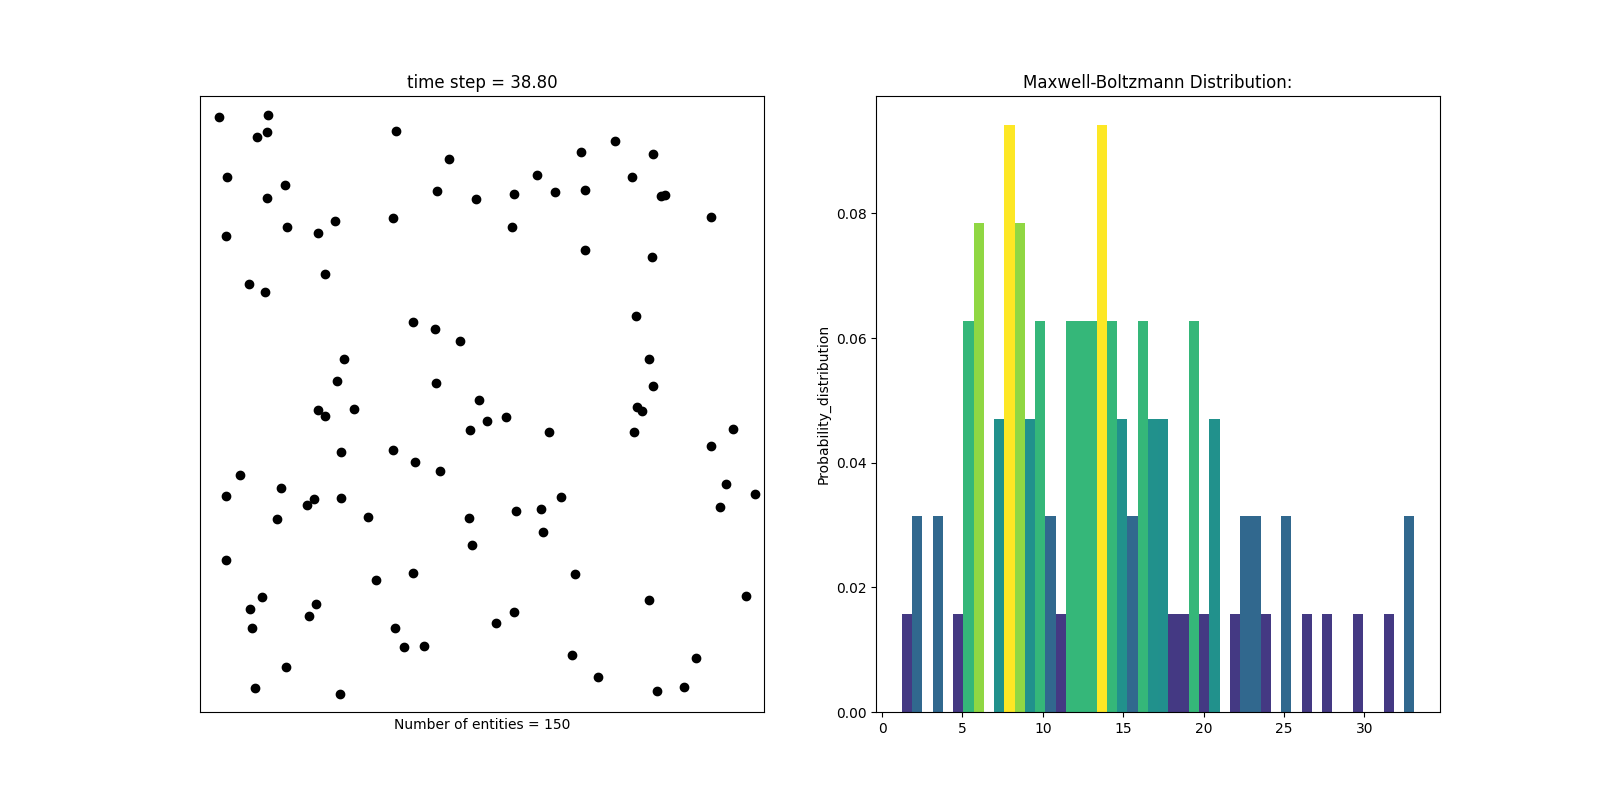 time step = 38.80
Number of entities = 150
Maxwell-Boltzmann Distribution:
Probability_distribution
0.08
0.06
0.04
0.02
0.00
0 5 10 15 20 25 30